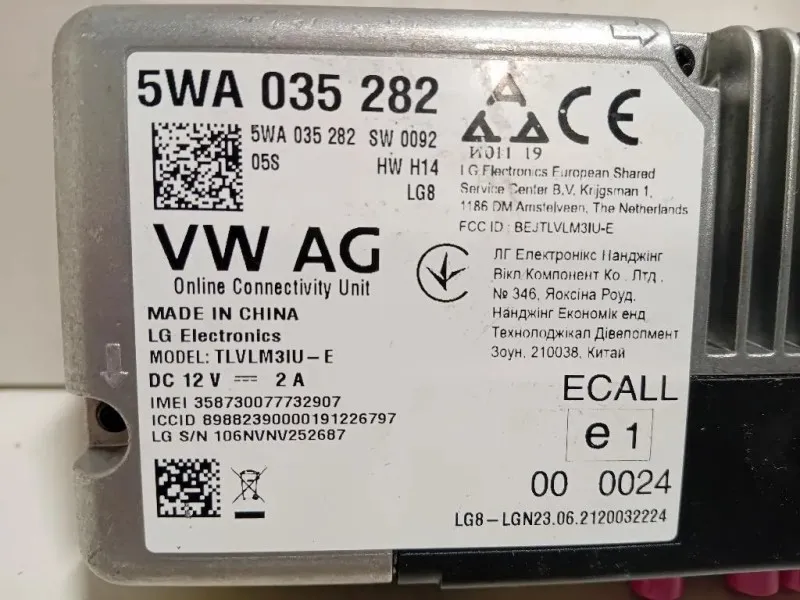 5WA 035 282
5WA 035 282 SW 0092
05S HW H14
LG8
VW AG
Online Connectivity Unit
MADE IN CHINA
LG Electronics
MODEL: TLVLM3IU-E
DC 12 V ⎓ 2 A
IMEI 358730077732907
ICCID 89882390000191226797
LG S/N 106NVNV252687
CE
19
LG Electronics European Shared
Service Center B.V. Krijgsman 1,
1186 DM Amstelveen, The Netherlands
FCC ID : BEJTLVLM3IU-E
ЛГ Електронікс Нанджінг
Вікл Компонент Ко., Лтд.,
№ 346, Яоксіна Роуд,
Нанджінг Економік енд
Технолоджікал Дівелопмент
Зоун, 210038, Китай
ECALL
e1
00 0024
LG8-LGN23.06.2120032224